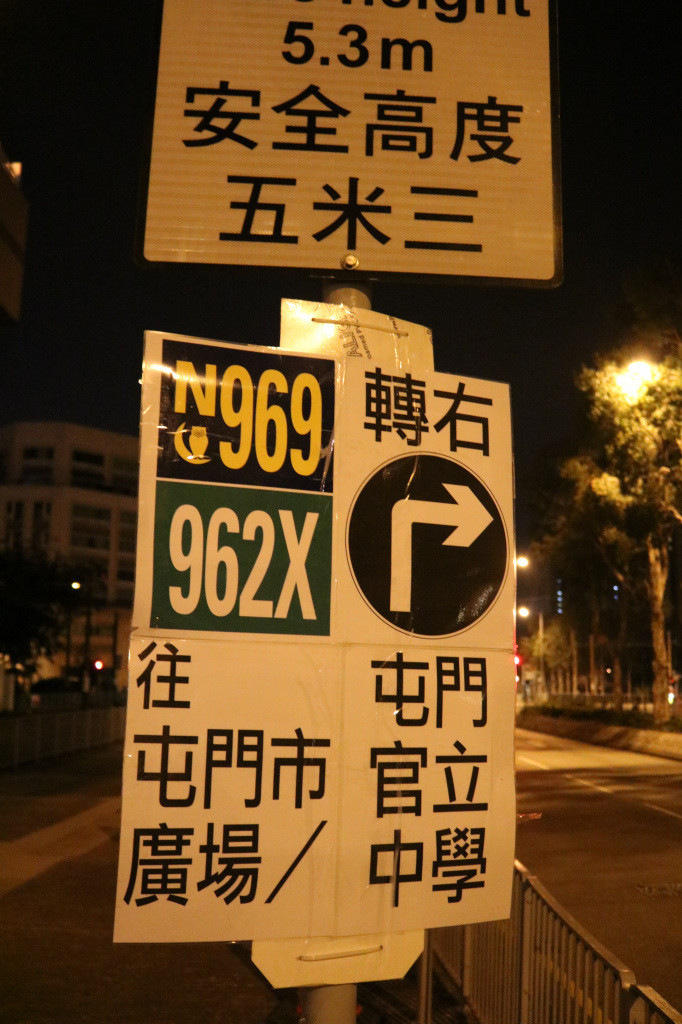 height
5.3m
安全高度
五米三
N969
962X
轉右
往
屯門市
廣場/
屯門
官立
中學